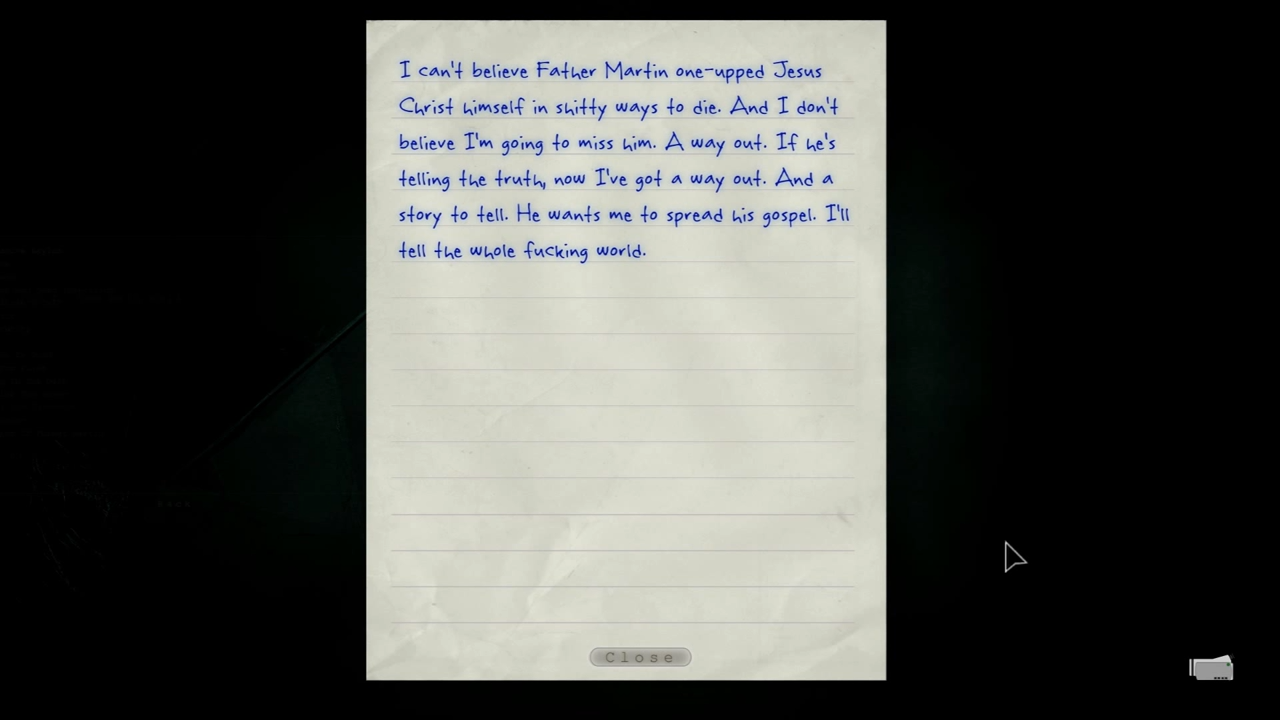 I can't believe Father Martin one-upped Jesus
Christ himself in shitty ways to die. And I don't
believe I'm going to miss him. A way out. If he's
telling the truth, now I've got a way out. And a
story to tell. He wants me to spread his gospel. I'll
tell the whole fucking world.
Close